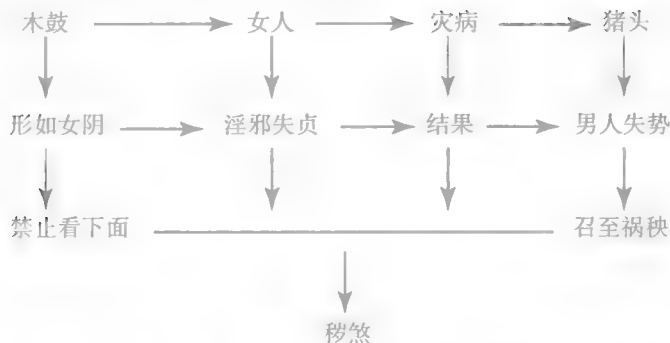 木鼓 女人 灾病 猪头
形如女阴 淫邪失贞 结果 男人失势
禁止看下面 召至祸秧
秽煞